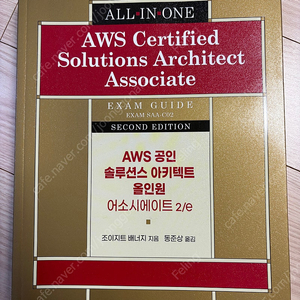 ALL•IN•ONE
AWS Certified
Solutions Architect
Associate
EXAM GUIDE
EXAM SAA-C02
SECOND EDITION
AWS 공인
솔루션스 아키텍트
올인원
어소시에이트 2/e
조이지트 배너지 지음 동준상 옮김